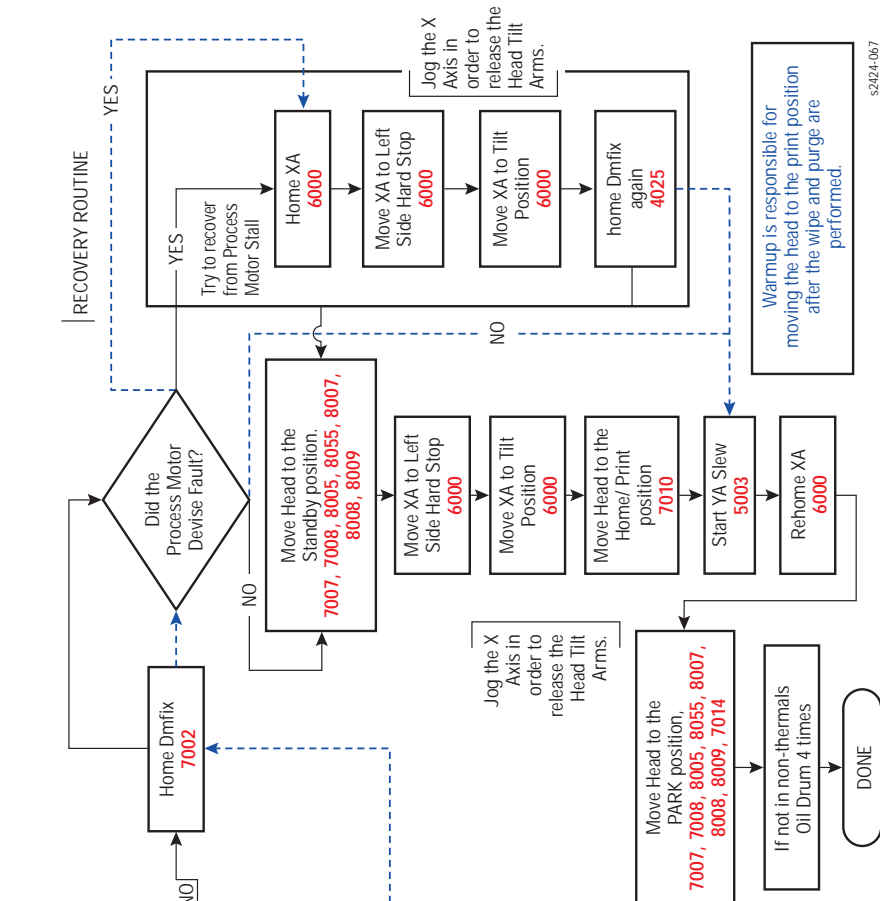 RECOVERY ROUTINE
YES
YES
Jog the X
Axis in
order to
release the
Head Tilt
Arms.
Try to recover
from Process
Motor Stall
Home XA
6000
Move XA to Left
Side Hard Stop
6000
Move XA to Tilt
Position
6000
home Dmfix
again
4025
Did the
Process Motor
Devise Fault?
NO
NO
Move Head to the
Standby position.
7007, 7008, 8005, 8055, 8007,
8008, 8009
Move XA to Left
Side Hard Stop
6000
Move XA to Tilt
Position
6000
Move Head to the
Home/ Print
position
7010
Start YA Slew
5003
Rehome XA
6000
Warmup is responsible for
moving the head to the print position
after the wipe and purge are
performed.
s2424-067
Home Dmfix
7002
NO
Jog the X
Axis in
order to
release the
Head Tilt
Arms.
Move Head to the
PARK position,
7007, 7008, 8005, 8055, 8007,
8008, 8009, 7014
If not in non-thermals
Oil Drum 4 times
DONE